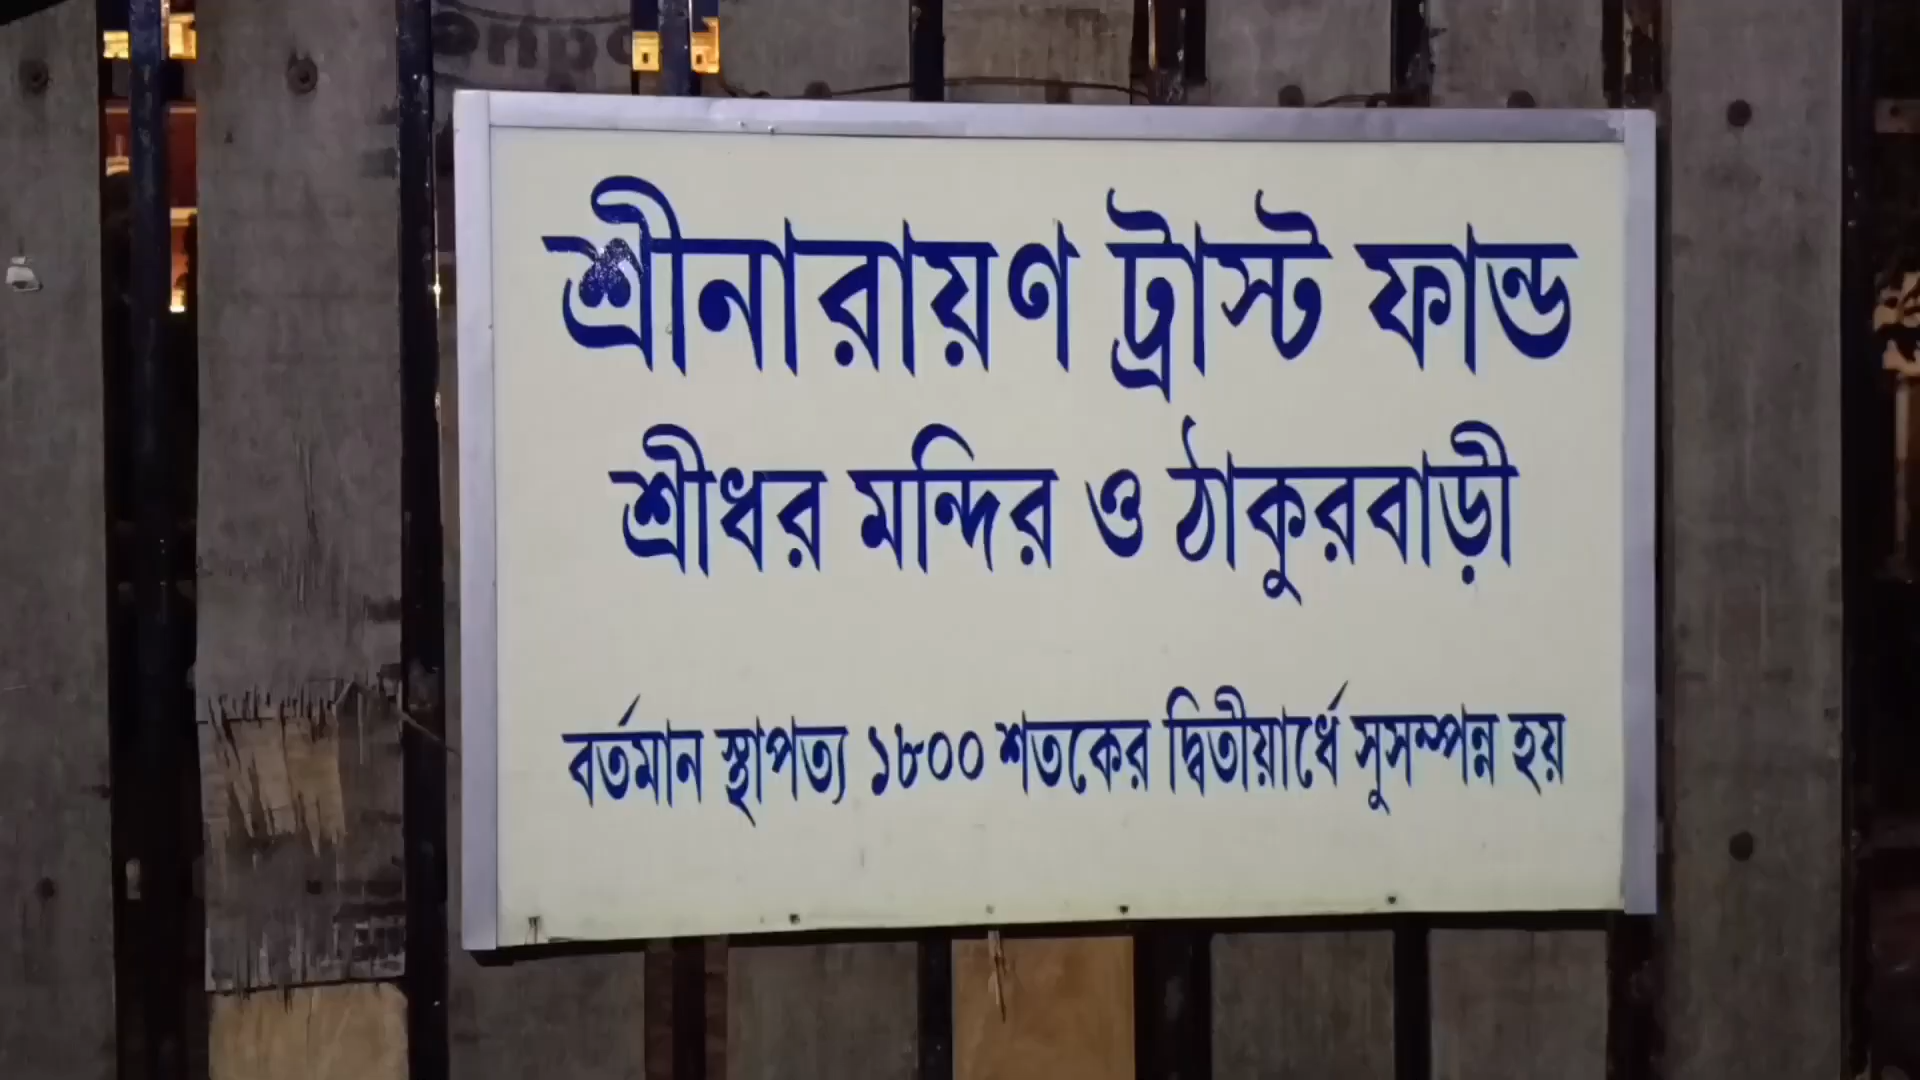 শ্রীনারায়ণ ট্রাস্ট ফান্ড
শ্রীধর মন্দির ও ঠাকুরবাড়ী
বর্তমান স্থাপত্য ১৮০০ শতকের দ্বিতীয়ার্ধে সুসম্পন্ন হয়